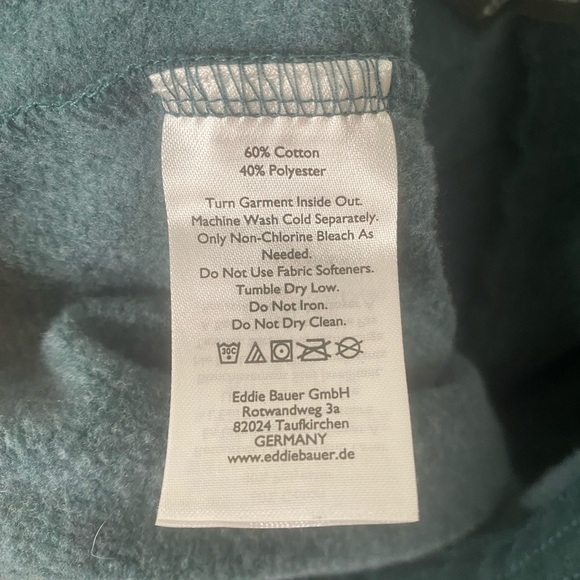 60% Cotton
40% Polyester
Turn Garment Inside Out.
Machine Wash Cold Separately.
Only Non-Chlorine Bleach As
Needed.
Do Not Use Fabric Softeners.
Tumble Dry Low.
Do Not Iron.
Do Not Dry Clean.
30C
Eddie Bauer GmbH
Rotwandweg 3a
82024 Taufkirchen
GERMANY
www.eddiebauer.de